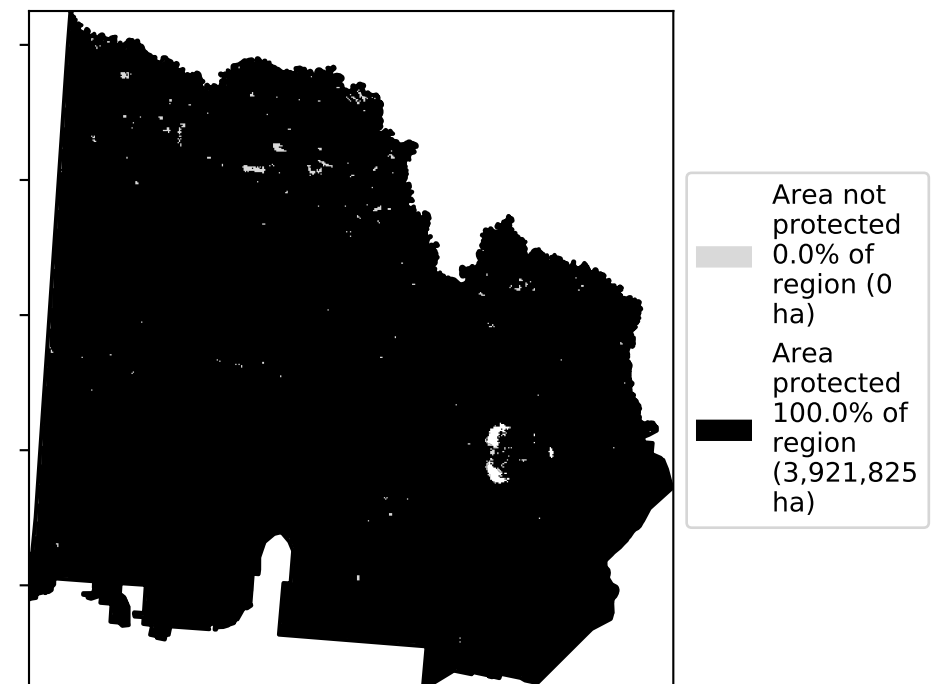 Area not
protected
0.0% of
region (0
ha)
Area
protected
100.0% of
region
(3,921,825
ha)